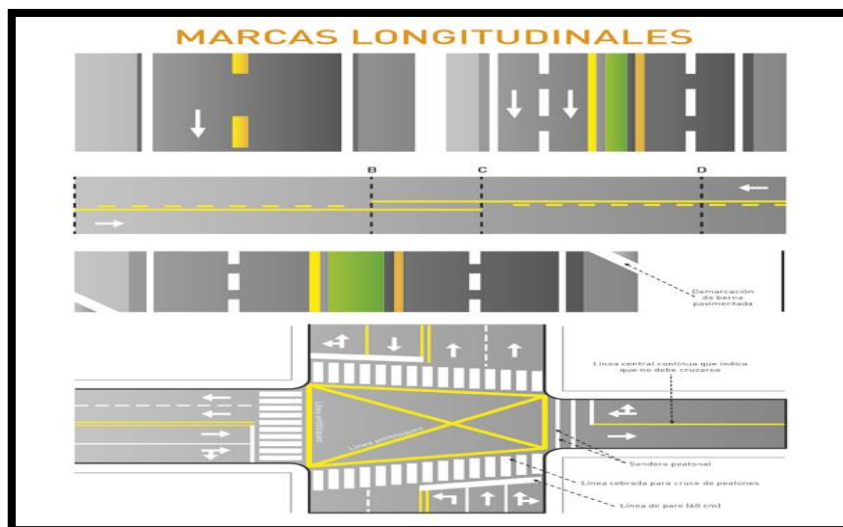 MARCAS LONGITUDINALES
B
C
D
Demarcación
de berma
pavimentada
Línea central continua que indica
que no debe cruzarse
Línea antibloqueo
Línea antibloqueo
Sendero peatonal
Línea cebrada para cruce de peatones
Línea de pare (60 cm)